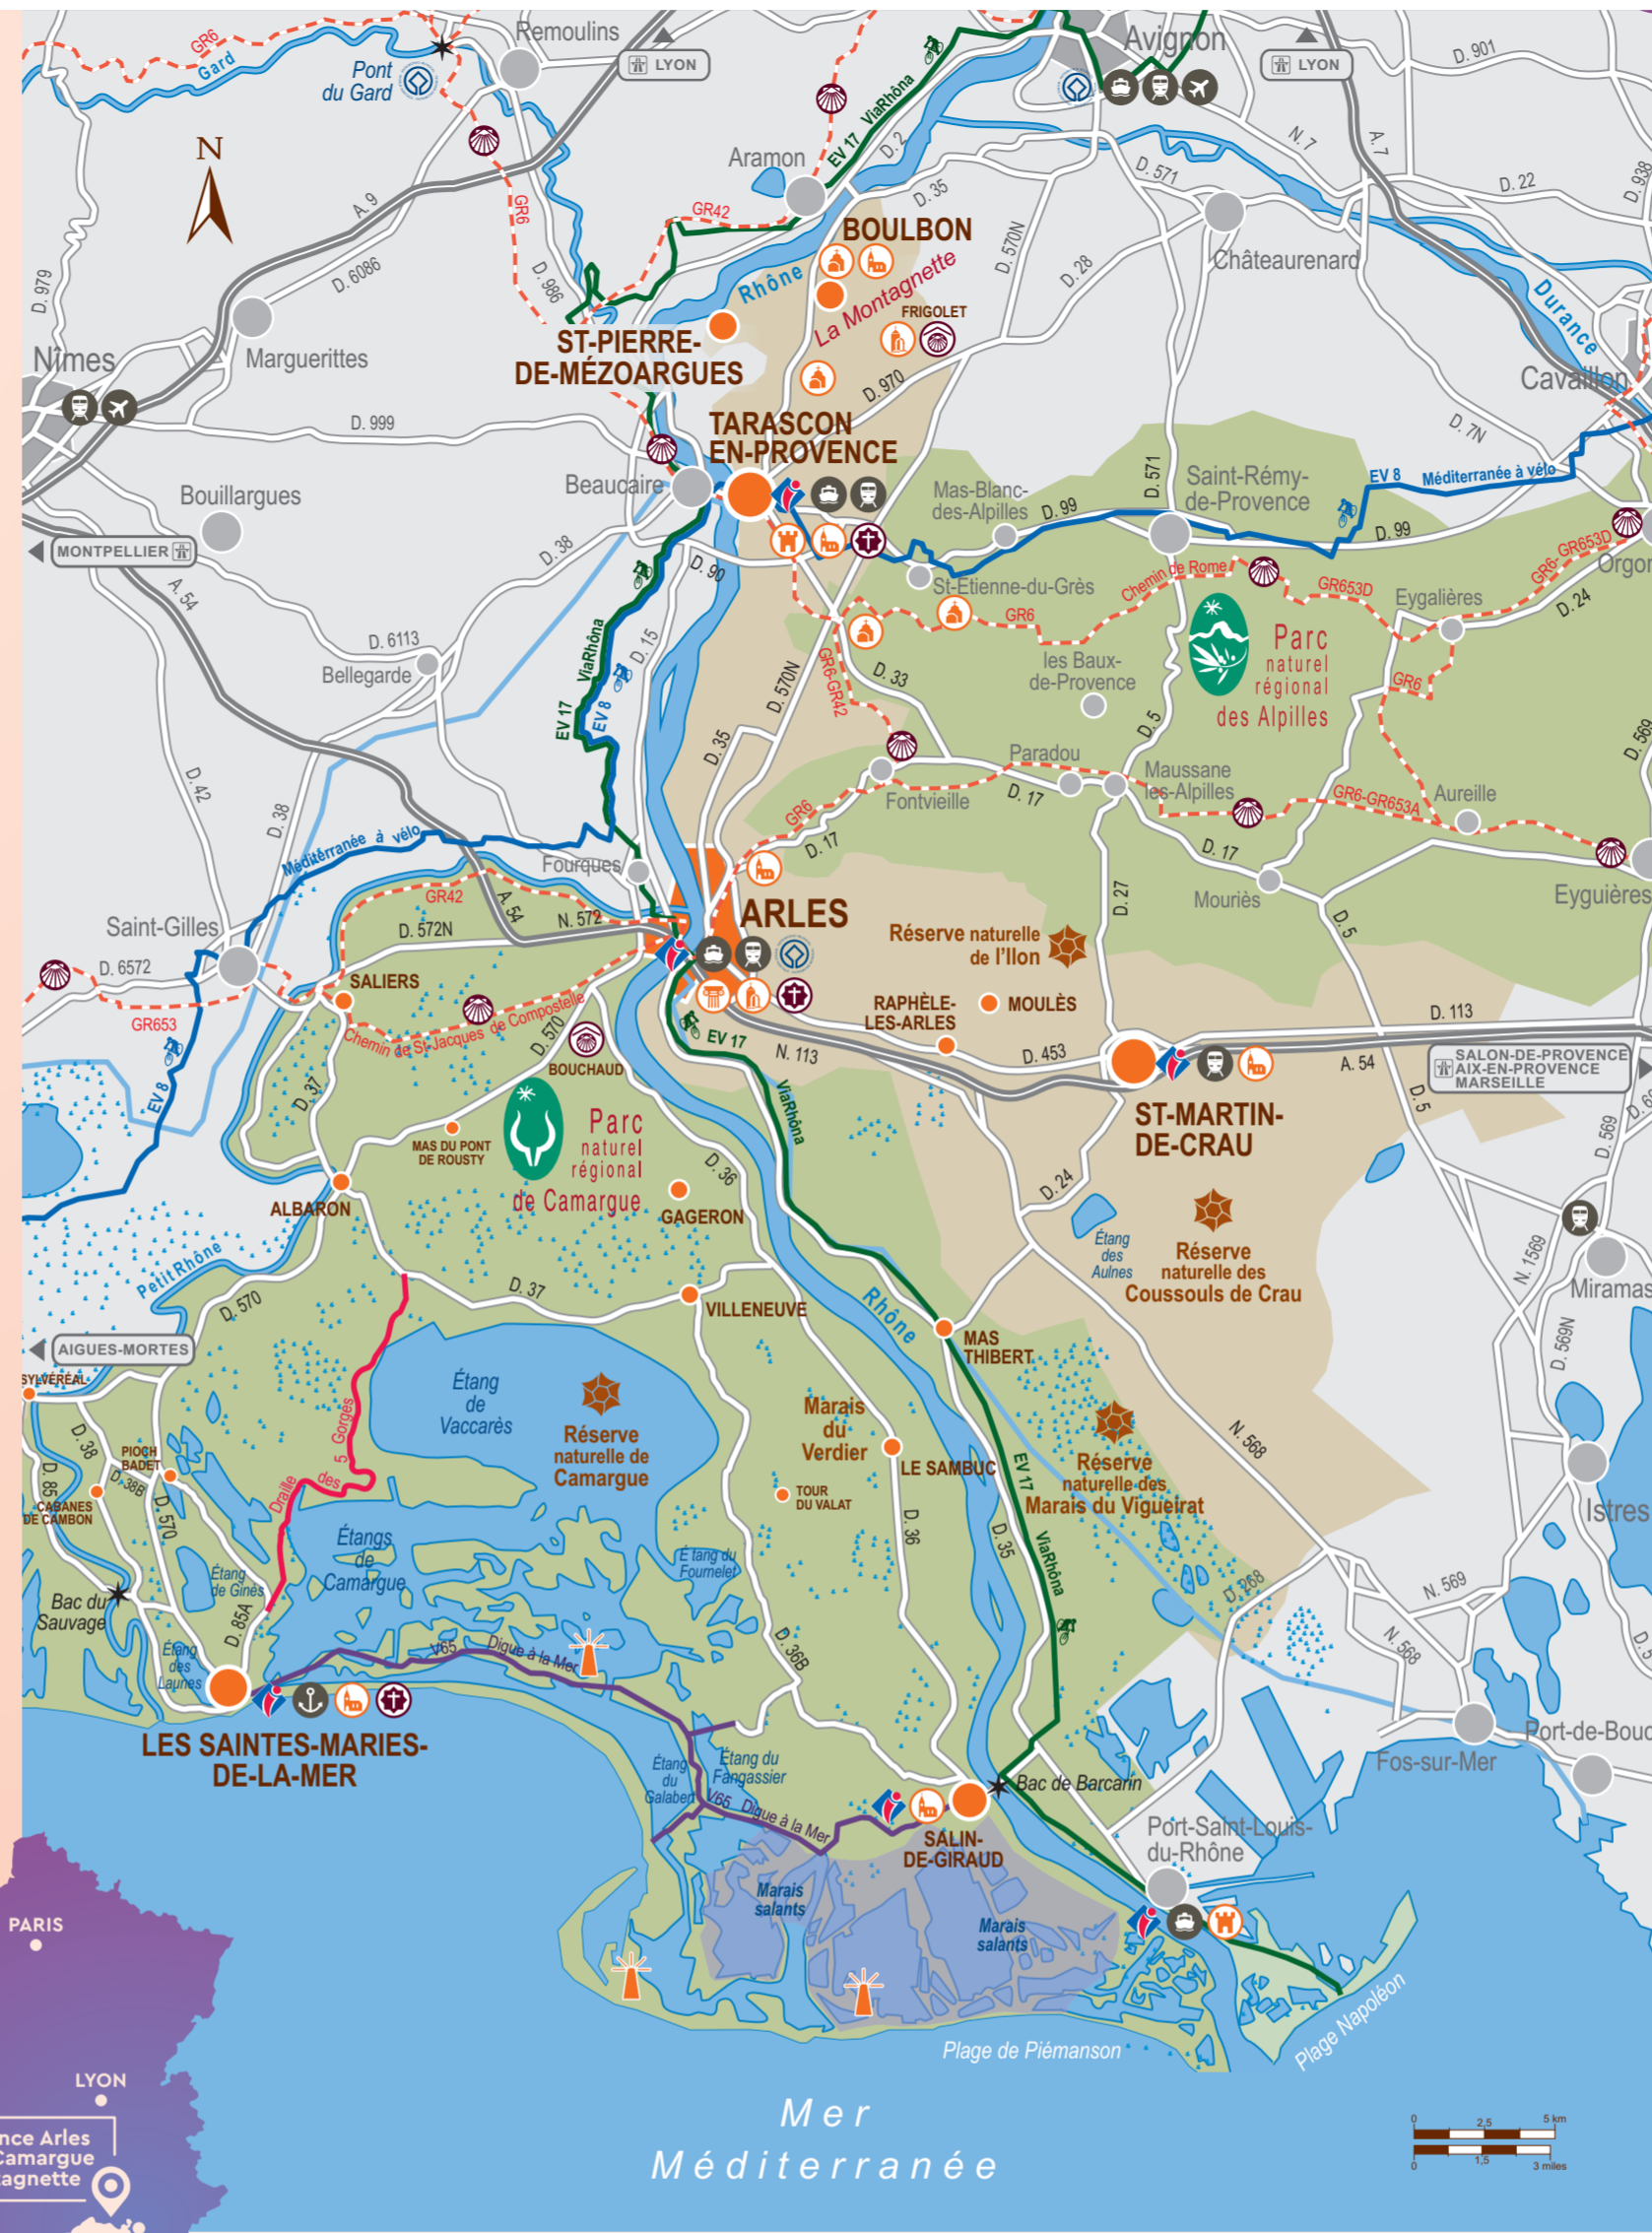 Remoulins
LYON
Avignon
LYON
D. 901
GR6
Gard
Pont
du Gard
ViaRhôna
EV 17
D. 2
N. 7
A. 7
N
Aramon
D. 571
D. 22
D. 938
D. 35
A. 9
GR6
GR42
BOULBON
D. 570N
D. 28
Châteaurenard
D. 979
D. 6086
D. 986
Rhône
La Montagnette
FRIGOLET
Durance
Nîmes
Marguerittes
ST-PIERRE-
DE-MÉZOARGUES
Cavaillon
D. 970
D. 999
TARASCON
EN-PROVENCE
D. 7N
Beaucaire
Bouillargues
Mas-Blanc-
des-Alpilles
D. 99
D. 571
Saint-Rémy-
de-Provence
EV 8
Méditerranée à vélo
D. 99
MONTPELLIER
D. 38
D. 90
GR6- GR653D
A. 54
St-Etienne-du-Grès
Chemin de Rome
GR653D
Eygalières
D. 24
GR6
D. 6113
Bellegarde
ViaRhôna
D. 15
EV 17
EV 8
D. 570N
GR6-GR42
D. 33
les Baux-
de-Provence
Parc
naturel
régional
des Alpilles
GR6
D. 5
D. 35
D. 569
D. 42
D. 38
Paradou
Maussane
les-Alpilles
Fontvieille
D. 17
GR6-GR653A
Aureille
GR6
D. 17
Méditerranée à vélo
Fourques
D. 17
Mouriès
Eyguières
GR42
A. 54
N. 572
D. 572N
ARLES
D. 27
D. 5
Saint-Gilles
Réserve naturelle
de l'Ilon
D. 6572
SALIERS
GR653
Chemin de St-Jacques de Compostelle
D. 570
BOUCHAUD
RAPHÈLE-
LES-ARLES
MOULÈS
D. 113
EV 17
N. 113
D. 453
A. 54
SALON-DE-PROVENCE
AIX-EN-PROVENCE
MARSEILLE
EV 8
D. 37
ViaRhôna
ST-MARTIN-
DE-CRAU
D. 5
D. 569
MAS DU PONT
DE ROUSTY
Parc
naturel
régional
de Camargue
D. 36
D. 24
ALBARON
GAGERON
Étang
des
Aulnes
Réserve
naturelle des
Coussouls de Crau
N. 1569
Miramas
Petit Rhône
D. 570
D. 37
VILLENEUVE
Rhône
MAS
THIBERT
D. 569N
AIGUES-MORTES
SYLVÉRÉAL
Étang
de
Vaccarès
Réserve
naturelle de
Camargue
Marais
du
Verdier
LE SAMBUC
TOUR
DU VALAT
N. 568
Réserve
naturelle des
Marais du Vigueirat
D. 38
PIOCH
BADET
D. 38B
D. 85
CABANES
DE CAMBON
D. 570
Draille des 5 Gorges
EV 17
ViaRhôna
Istres
D. 36
D. 35
Étangs
de
Camargue
Étang du
Fournelet
Étang
de Ginès
Bac du
Sauvage
D. 85A
D. 268
N. 569
N. 568
D. 5
Étang
des
Launes
V65
Digue à la Mer
D. 36B
LES SAINTES-MARIES-
DE-LA-MER
Étang
du
Galabert
Étang du
Fangassier
V65
Digue à la Mer
Bac de Barcarin
Fos-sur-Mer
Port-de-Bouc
SALIN-
DE-GIRAUD
Port-Saint-Louis-
du-Rhône
Marais
salants
Marais
salants
PARIS
Plage de Piémanson
Plage Napoléon
LYON
nce Arles
Camargue
tagnette
Mer
Méditerranée
0
2,5
5 km
0
1,5
3 miles